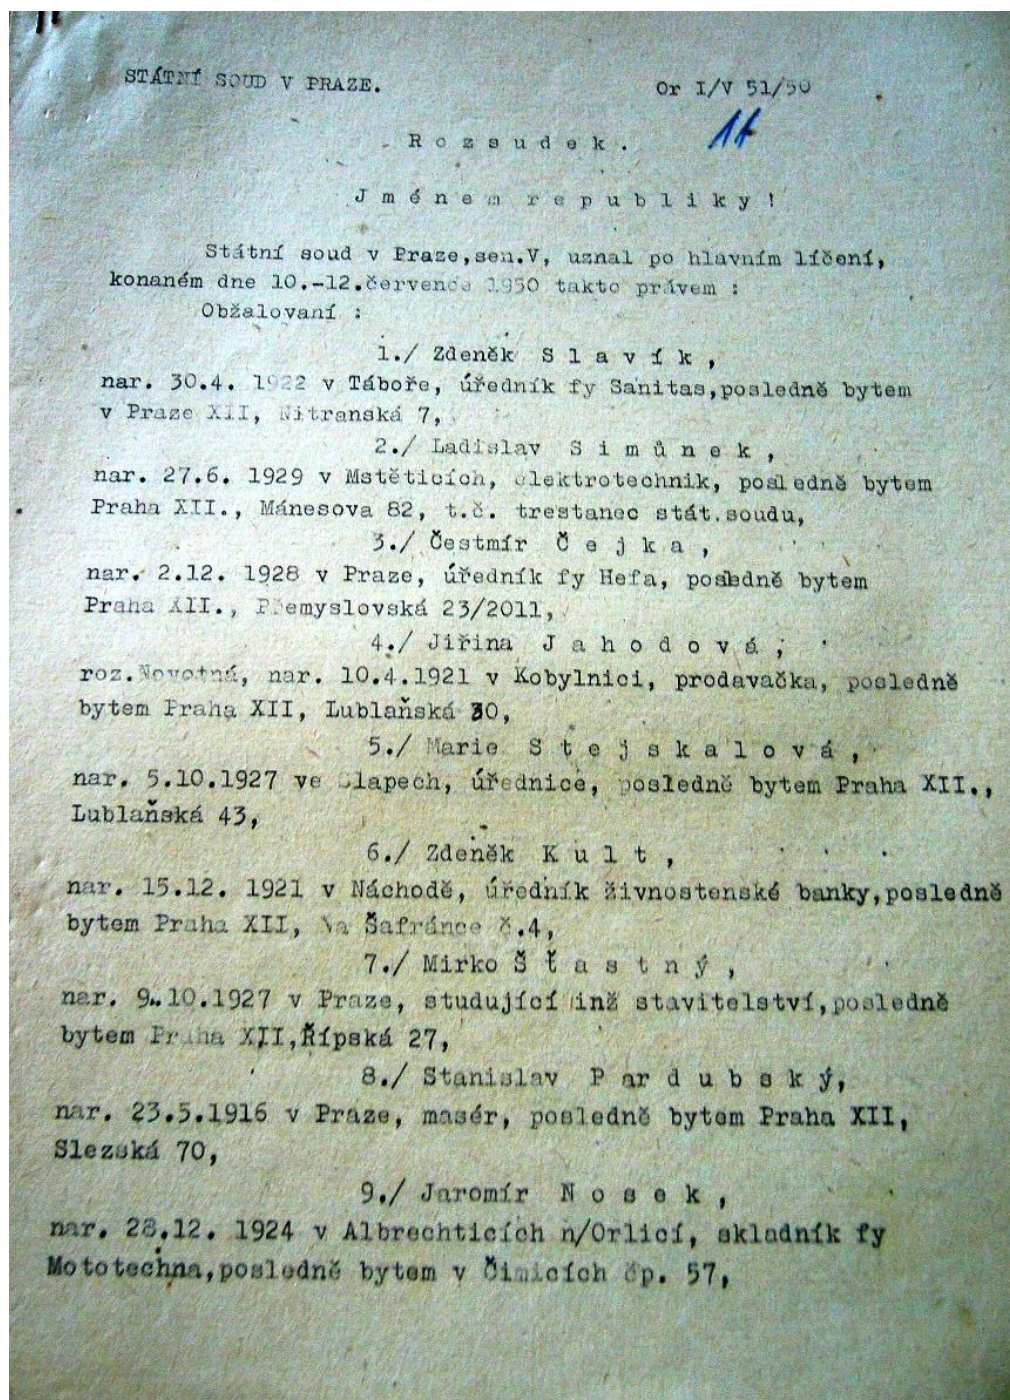 STÁTNÍ SOUD V PRAZE.
Or I/V 51/50
Rozsudek.
Jménem republiky!
Státní soud v Praze,sen.V, uznal po hlavním líčení,
konaném dne 10.-12.července 1950 takto právem :
Obžalovaní :
1./ Zdeněk Slavík,
nar. 30.4. 1922 v Táboře, úředník fy Sanitas,posledně bytem
v Praze XII, Nitranská 7,
2./ Ladislav Simůnek,
nar. 27.6. 1929 v Mstěticích, elektrotechnik, posledně bytem
Praha XII., Mánesova 82, t.č. trestanec stát.soudu,
3./ Čestmír Čejka,
nar. 2.12. 1928 v Praze, úředník fy Hefa, posledně bytem
Praha XII., Přemyslovská 23/2011,
4./ Jiřina Jahodová,
roz.Novotná, nar. 10.4.1921 v Kobylnici, prodavačka, posledně
bytem Praha XII, Lublaňská 30,
5./ Marie Stejskalová,
nar. 5.10.1927 ve Slapech, úřednice, posledně bytem Praha XII.,
Lublaňská 43,
6./ Zdeněk Kult,
nar. 15.12. 1921 v Náchodě, úředník živnostenské banky,posledně
bytem Praha XII, Na Šafránce č.4,
7./ Mirko Šťastný,
nar. 9.10.1927 v Praze, studující inž stavitelství,posledně
bytem Praha XII,Řípská 27,
8./ Stanislav Pardubský,
nar. 23.5.1916 v Praze, masér, posledně bytem Praha XII,
Slezská 70,
9./ Jaromír Nosek,
nar. 28.12. 1924 v Albrechticích n/Orlicí, skladník fy
Mototechna,posledně bytem v Čimicích čp. 57,